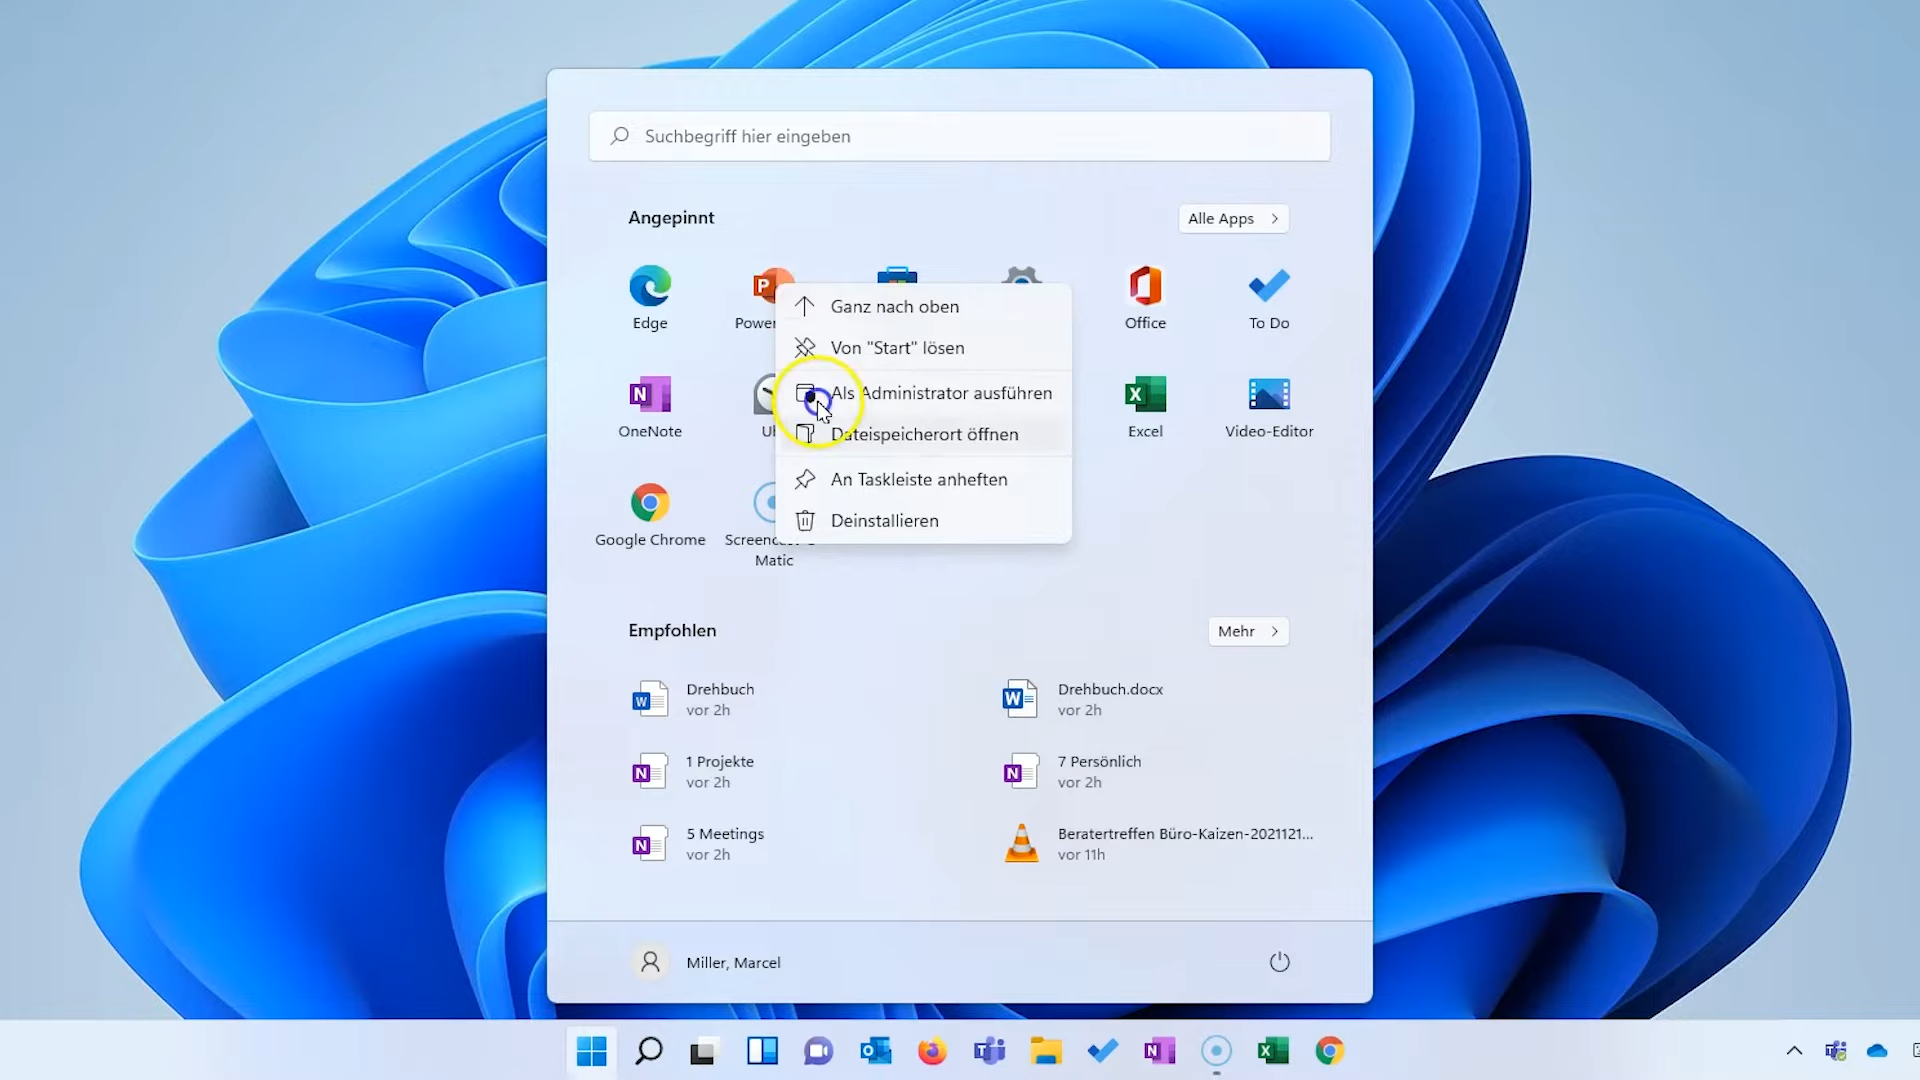 Suchbegriff hier eingeben
Angepinnt
Alle Apps
Edge
Power
Office
To Do
Ganz nach oben
Von "Start" lösen
Als Administrator ausführen
Dateispeicherort öffnen
An Taskleiste anheften
Deinstallieren
OneNote
Excel
Video-Editor
Google Chrome
Matic
Empfohlen
Mehr
Drehbuch
vor 2h
Drehbuch.docx
vor 2h
1 Projekte
vor 2h
7 Persönlich
vor 2h
5 Meetings
vor 2h
Beratertreffen Büro-Kaizen-2021121...
vor 11h
Miller, Marcel